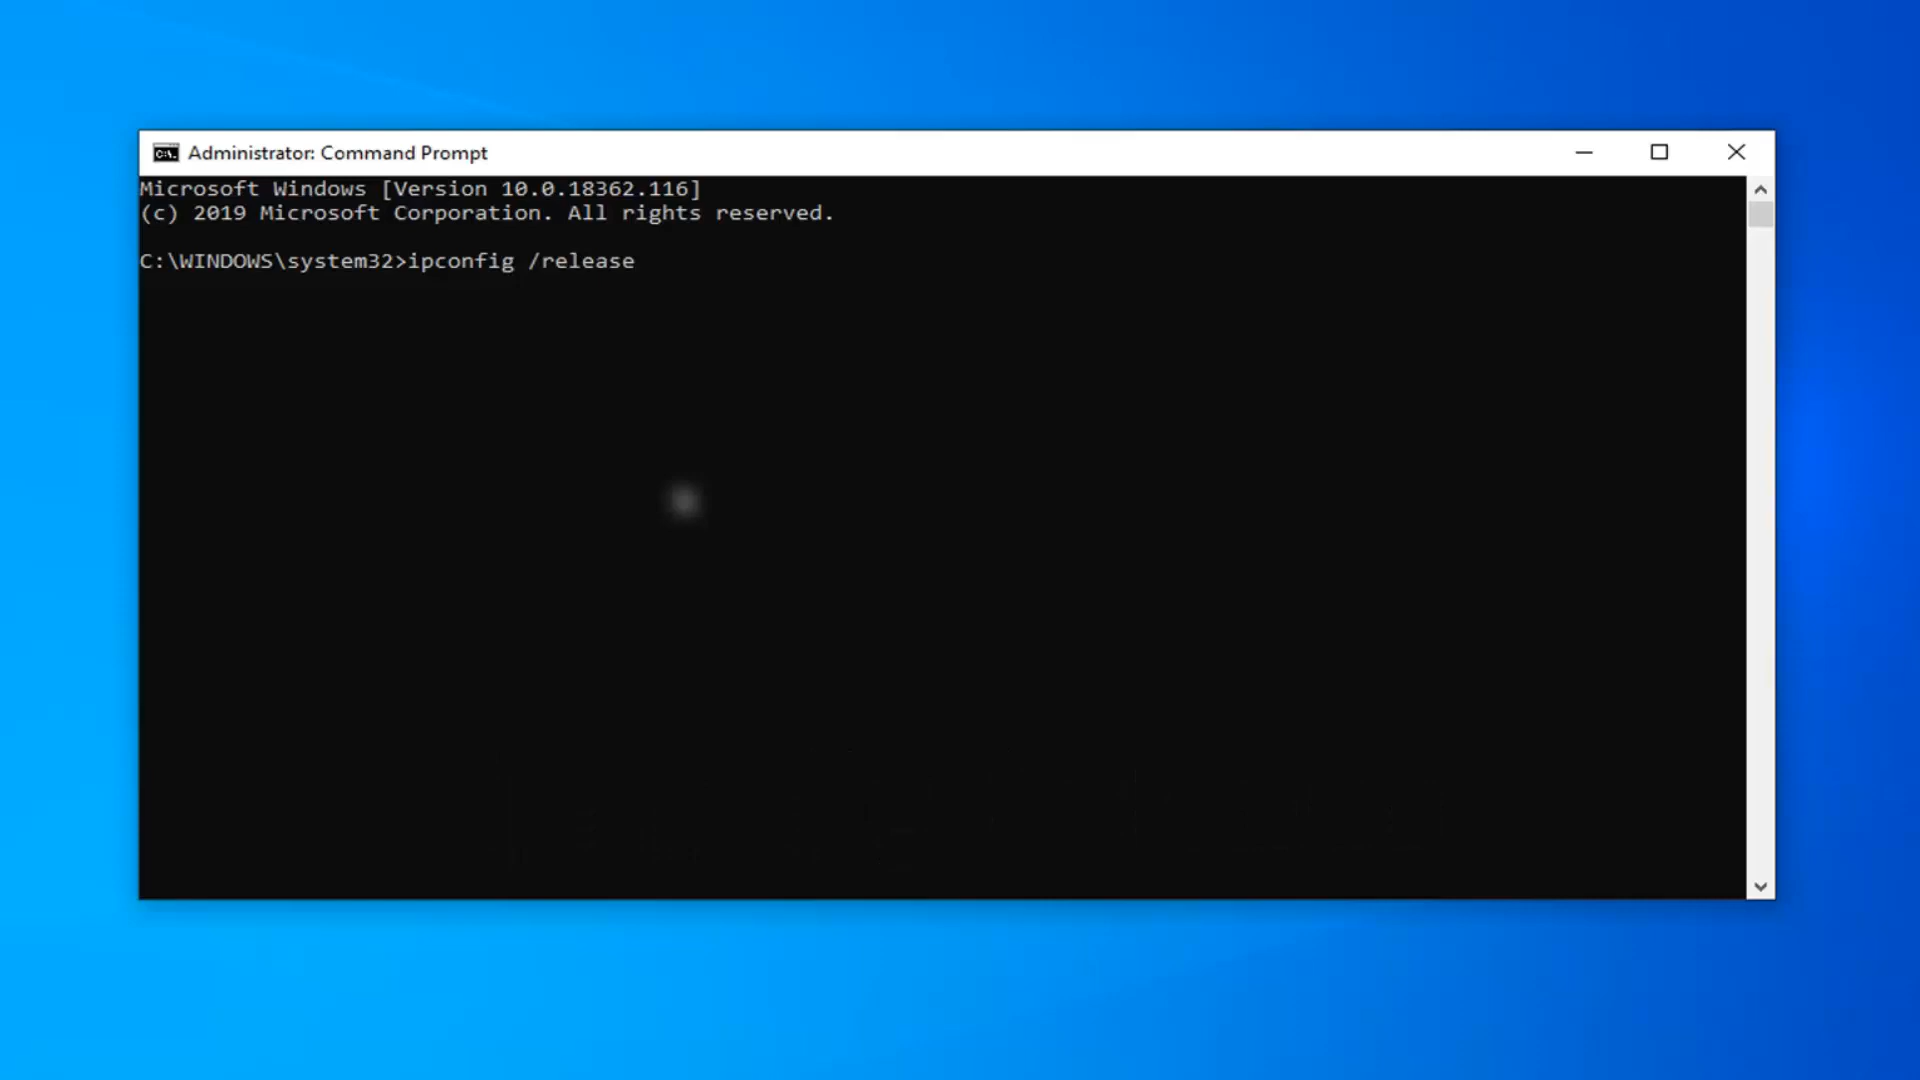 Administrator: Command Prompt
Microsoft Windows [Version 10.0.18362.116]
(c) 2019 Microsoft Corporation. All rights reserved.
C:\WINDOWS\system32>ipconfig /release